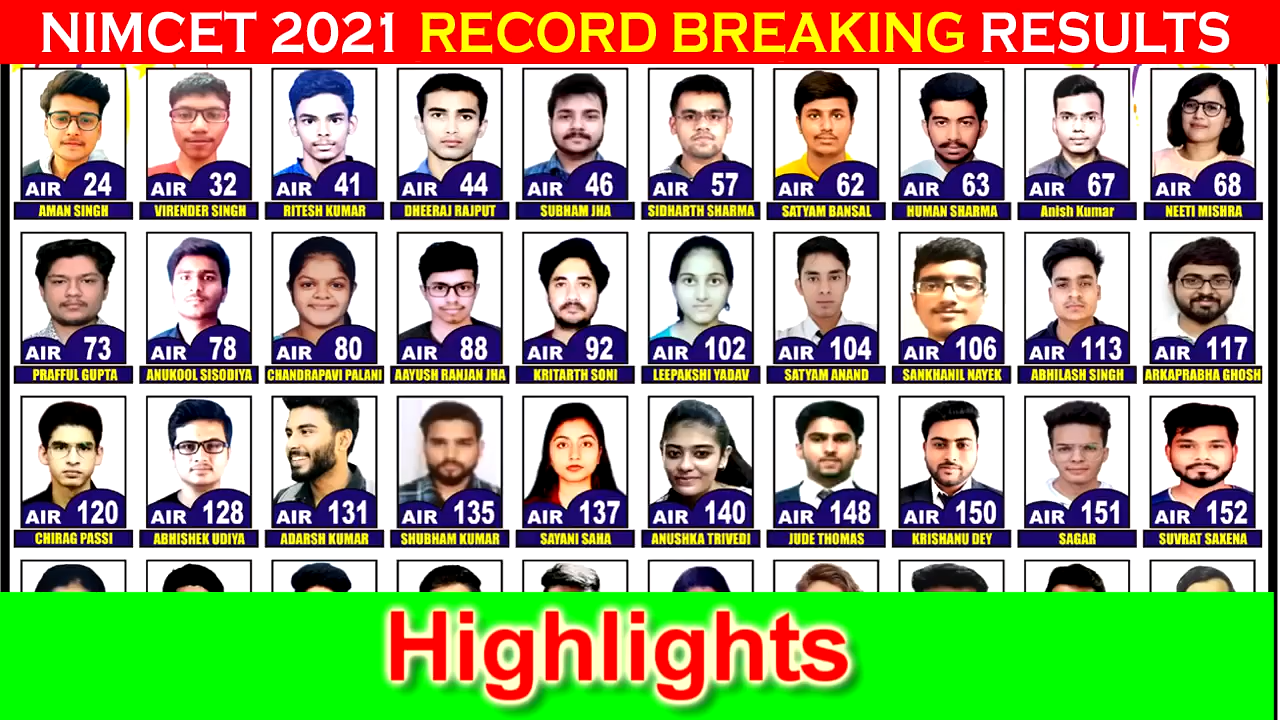 NIMCET 2021 RECORD BREAKING RESULTS
AIR 24 AIR 32 AIR 41 AIR 44 AIR 46 AIR 57 AIR 62 AIR 63 AIR 67 AIR 68
AMAN SINGH VIRENDER SINGH RITESH KUMAR DHEERAJ RAJPUT SUBHAM JHA SIDHARTH SHARMA SATYAM BANSAL HUMAN SHARMA Anish Kumar NEETI MISHRA
AIR 73 AIR 78 AIR 80 AIR 88 AIR 92 AIR 102 AIR 104 AIR 106 AIR 113 AIR 117
PRAFFUL GUPTA ANUKOOL SISODIYA CHANDRAPAVI PALANI AAYUSH RANJAN JHA KRITARTH SONI LEEPAKSHI YADAV SATYAM ANAND SANKHANIL NAYEK ABHILASH SINGH ARKAPRABHA GHOSH
AIR 120 AIR 128 AIR 131 AIR 135 AIR 137 AIR 140 AIR 148 AIR 150 AIR 151 AIR 152
CHIRAG PASSI ABHISHEK UDIYA ADARSH KUMAR SHUBHAM KUMAR SAYANI SAHA ANUSHKA TRIVEDI JUDE THOMAS KRISHANU DEY SAGAR SUVRAT SAXENA
Highlights